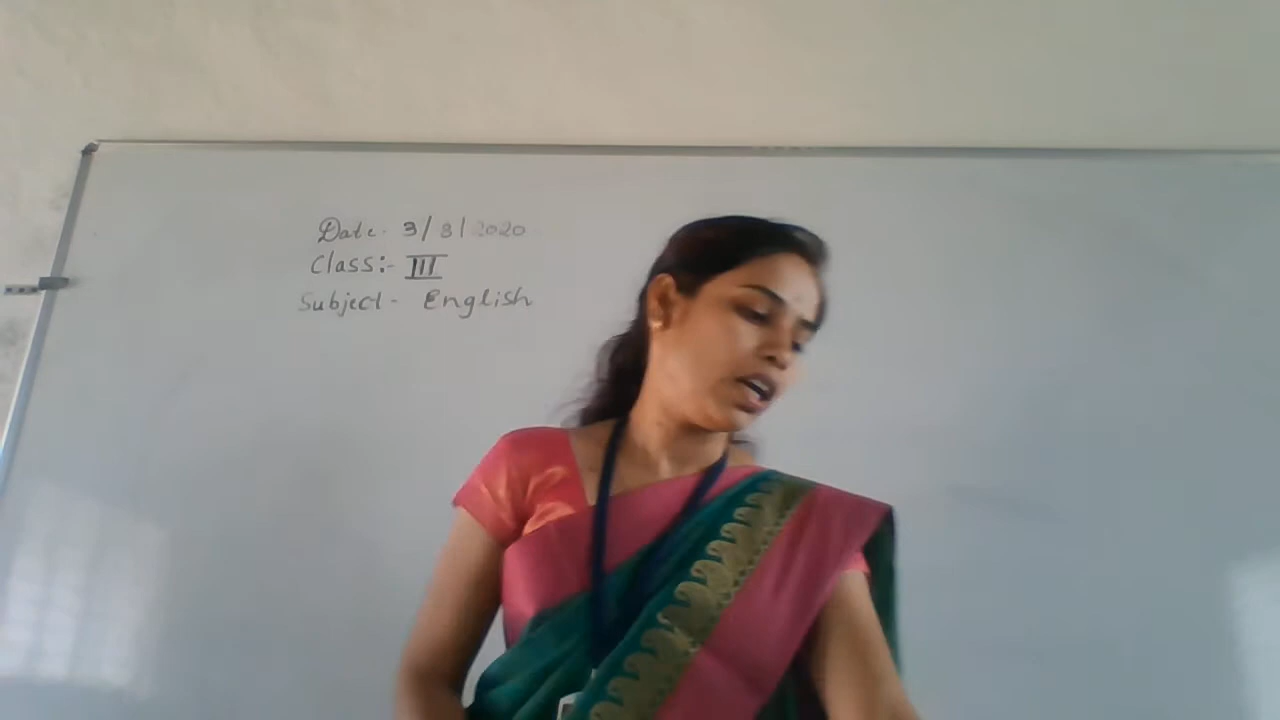 Date- 3/8/2020
Class:- III
Subject- English